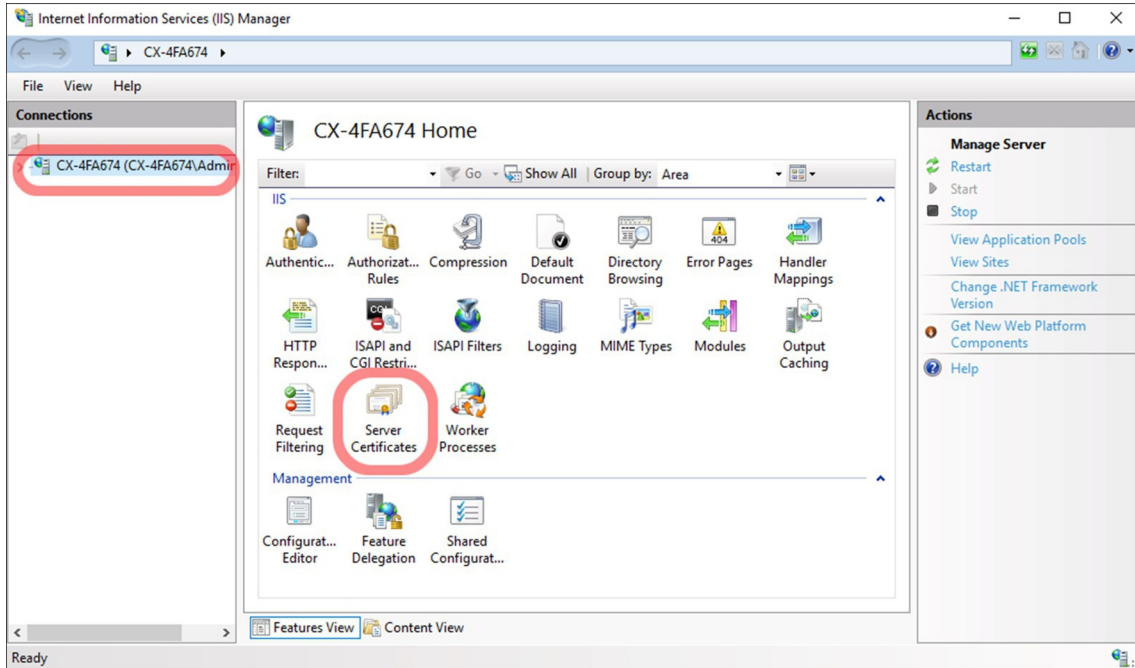 Internet Information Services (IIS) Manager
CX-4FA674
File View Help
Connections
CX-4FA674 (CX-4FA674\Admir
CX-4FA674 Home
Filter: Go Show All Group by: Area
IIS
Authentic... Authorizat... Compression Default Directory Error Pages Handler
Rules Document Browsing Mappings
404
HTTP ISAPI and ISAPI Filters Logging MIME Types Modules Output
Respon... CGI Restri... Caching
CGI
Request Server Worker
Filtering Certificates Processes
Management
Configurat... Feature Shared
Editor Delegation Configurat...
Features View Content View
Actions
Manage Server
Restart
Start
Stop
View Application Pools
View Sites
Change .NET Framework
Version
Get New Web Platform
Components
Help
Ready